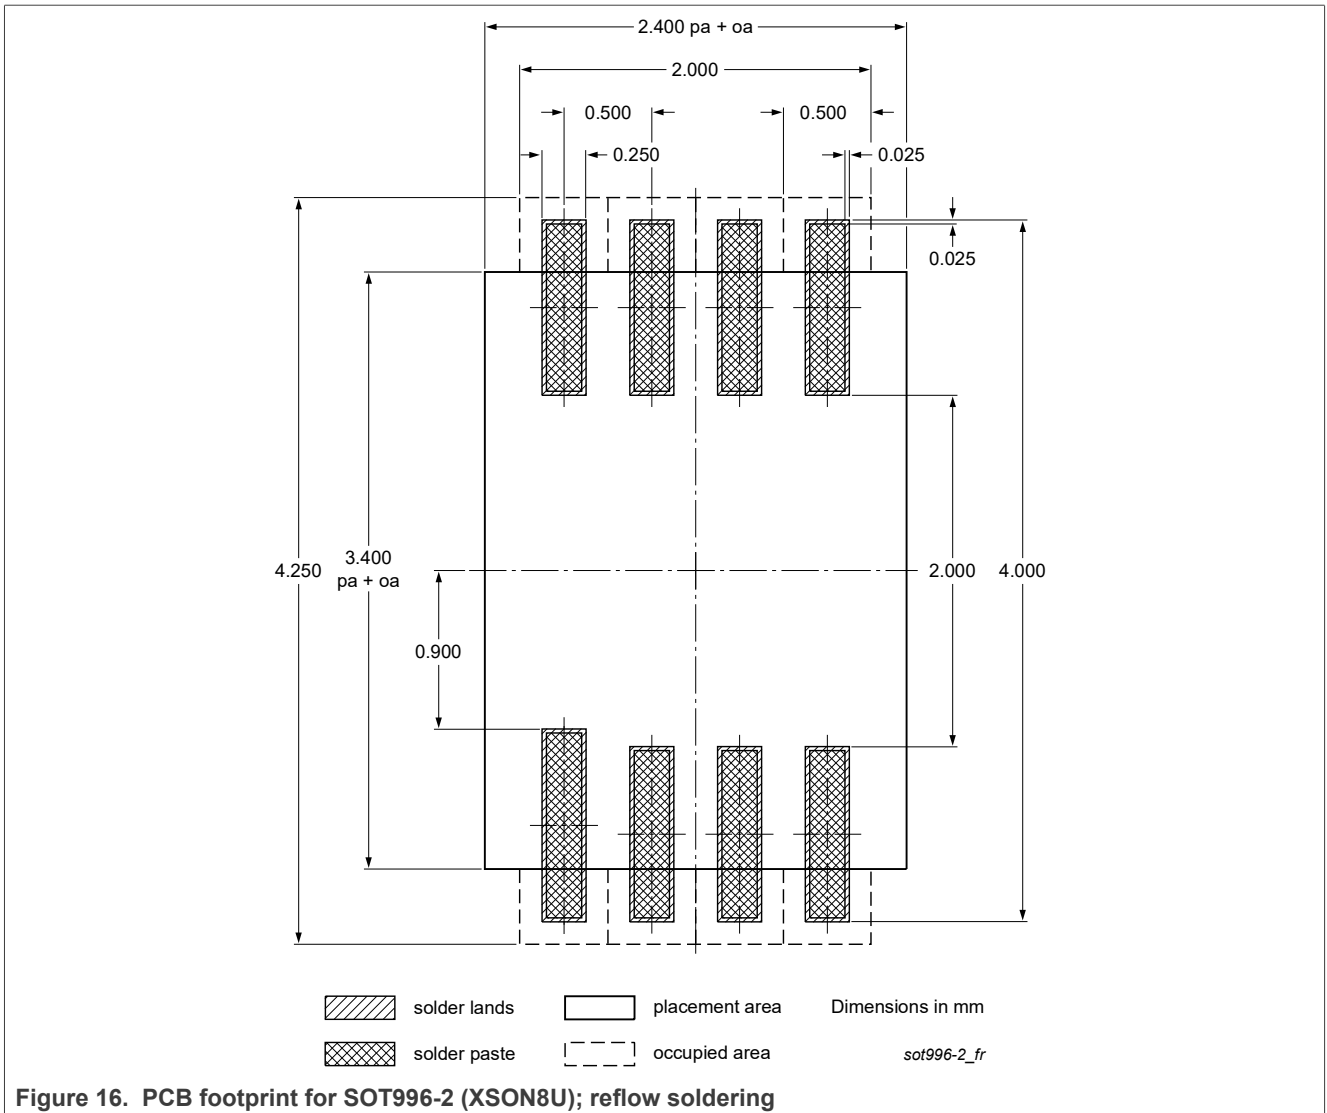 2.400 pa + oa
2.000
0.500
0.500
0.250
0.025
0.025
4.250
3.400
pa + oa
2.000
4.000
0.900
solder lands
placement area
Dimensions in mm
solder paste
occupied area
sot996-2_fr
Figure 16. PCB footprint for SOT996-2 (XSON8U); reflow soldering